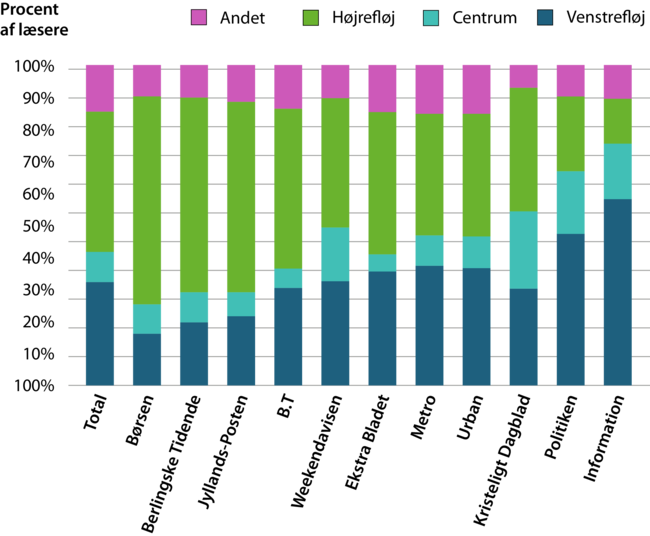 Procent
af læsere
Andet
Højrefløj
Centrum
Venstrefløj
100%
90%
80%
70%
60%
50%
40%
30%
20%
10%
100%
Total
Børsen
Berlingske Tidende
Jyllands-Posten
B.T
Weekendavisen
Ekstra Bladet
Metro
Urban
Kristeligt Dagblad
Politiken
Information